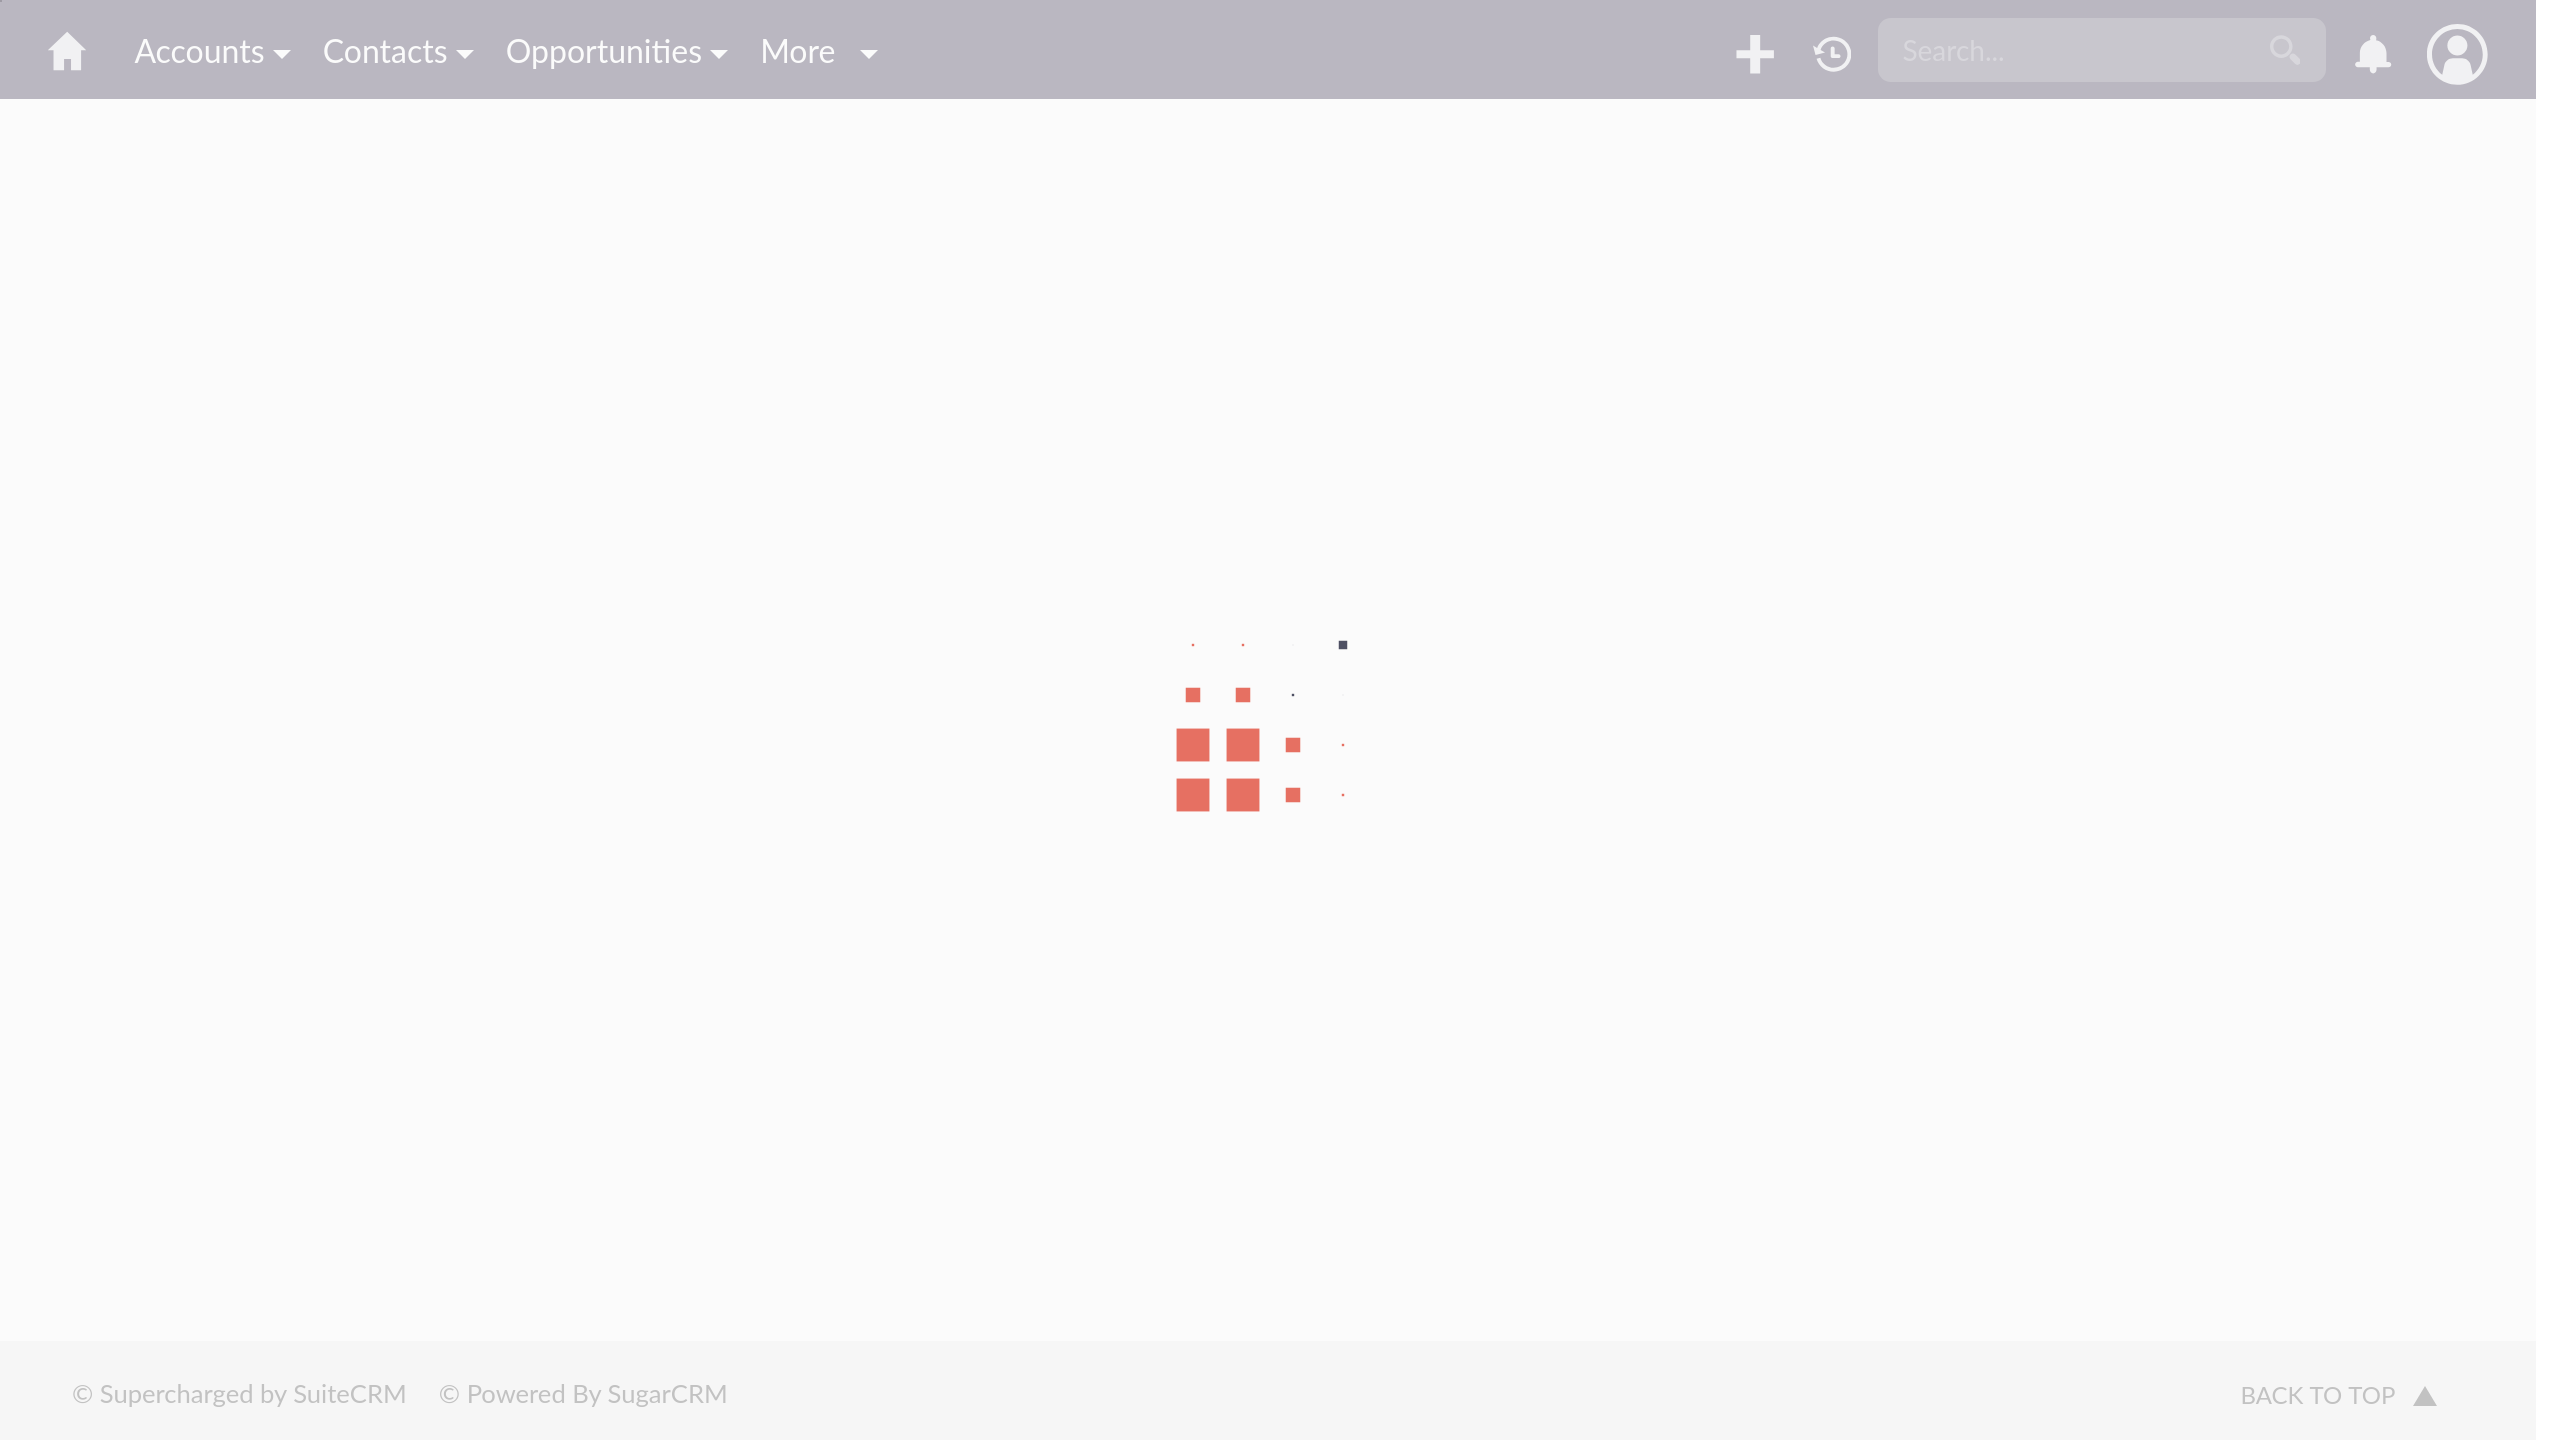 Accounts Contacts Opportunities More Search...
© Supercharged by SuiteCRM © Powered By SugarCRM BACK TO TOP